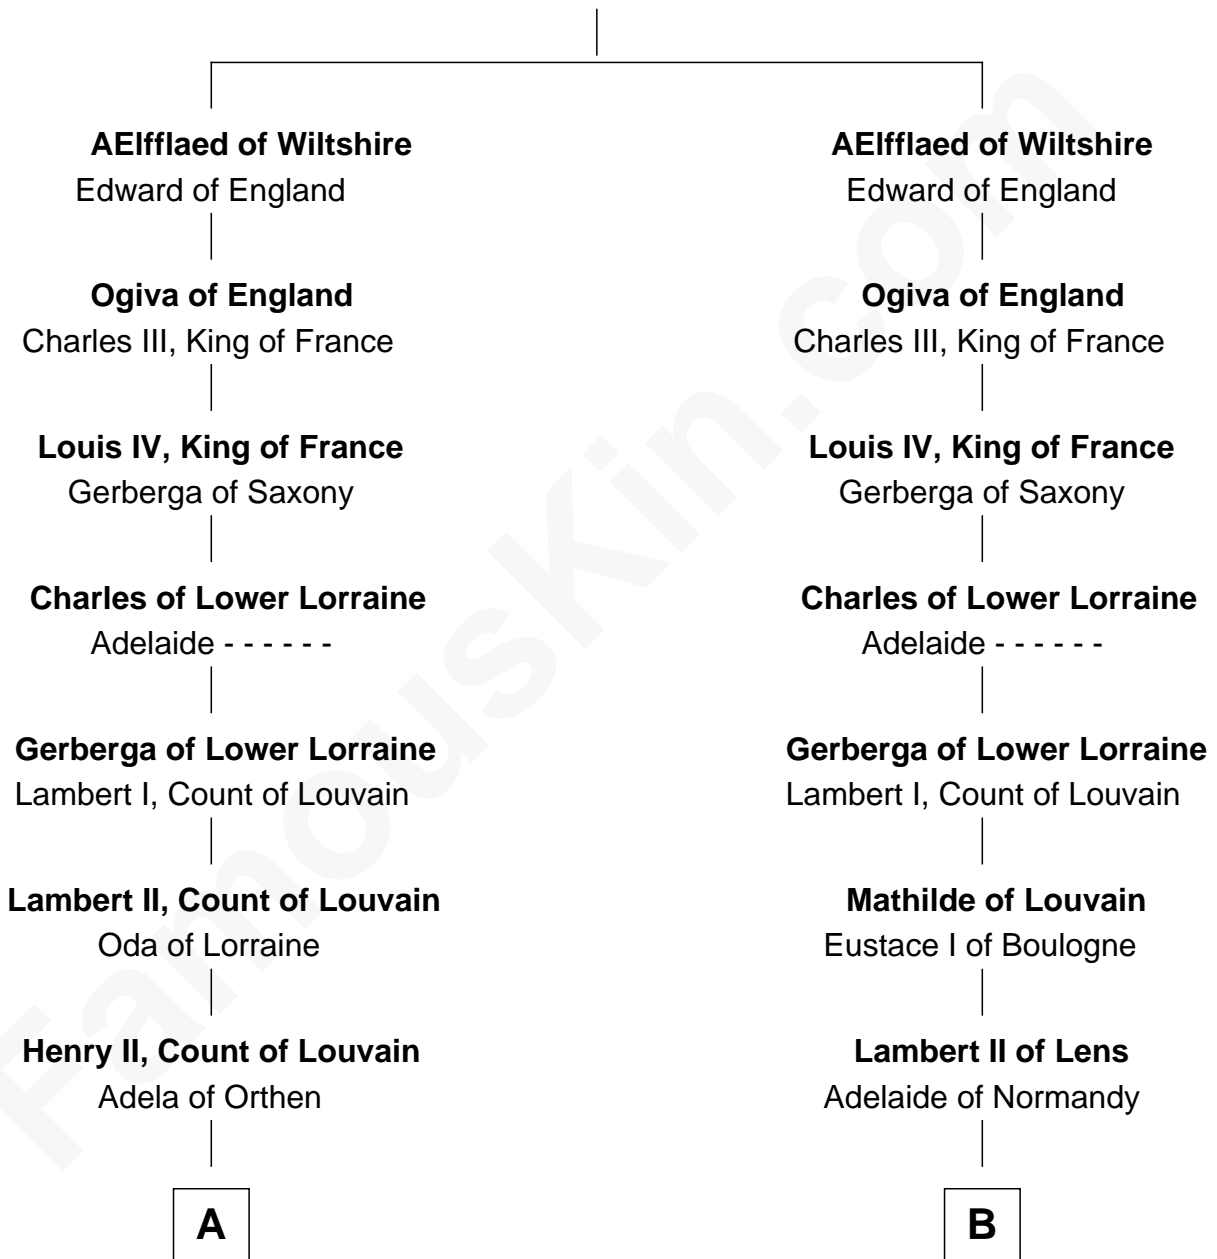 AElfflaed of Wiltshire
Edward of England
Ogiva of England
Charles III, King of France
Louis IV, King of France
Gerberga of Saxony
Charles of Lower Lorraine
Adelaide - - - - - -
Gerberga of Lower Lorraine
Lambert I, Count of Louvain
Lambert II, Count of Louvain
Oda of Lorraine
Henry II, Count of Louvain
Adela of Orthen
A
AElfflaed of Wiltshire
Edward of England
Ogiva of England
Charles III, King of France
Louis IV, King of France
Gerberga of Saxony
Charles of Lower Lorraine
Adelaide - - - - - -
Gerberga of Lower Lorraine
Lambert I, Count of Louvain
Mathilde of Louvain
Eustace I of Boulogne
Lambert II of Lens
Adelaide of Normandy
B
FamousKin.com